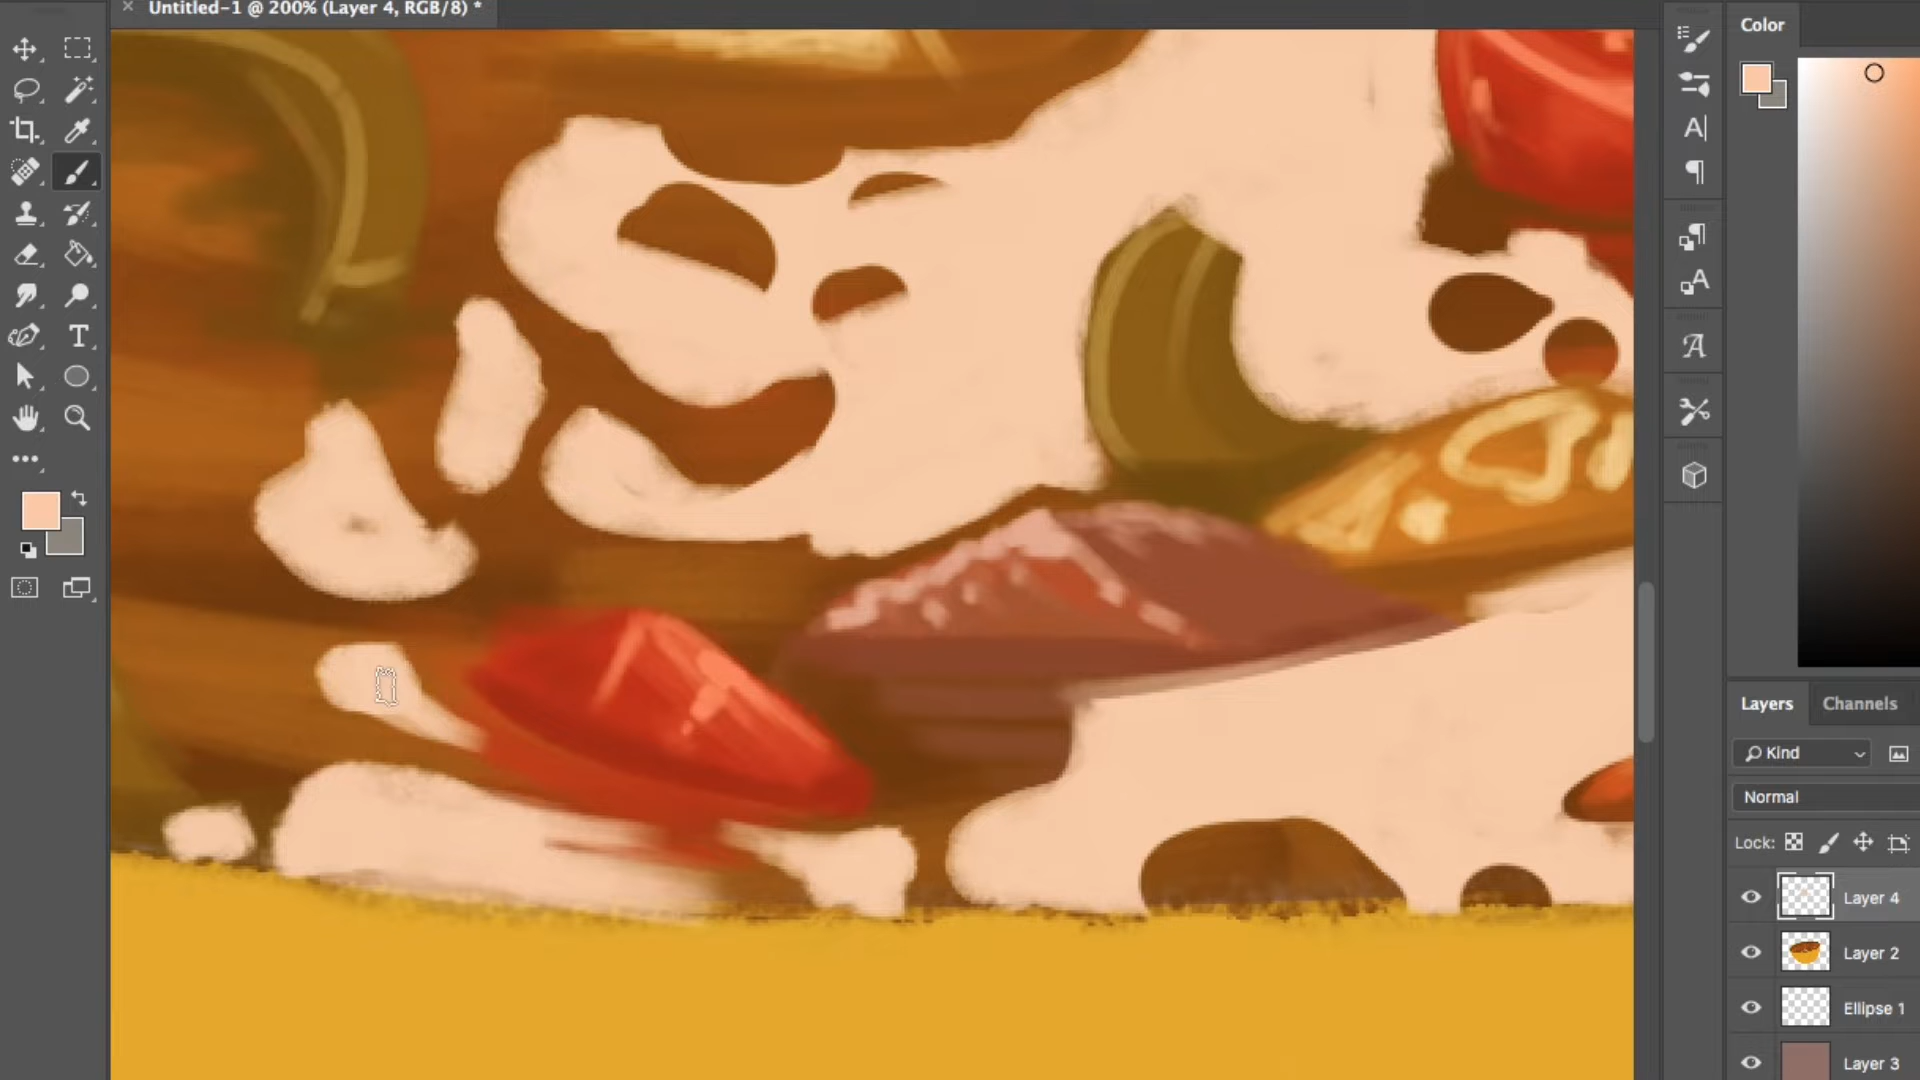 Untitled-1 @ 200% (Layer 4, RGB/8) *
Color
Layers
Channels
Kind
Normal
Lock:
Layer 4
Layer 2
Ellipse 1
Layer 3